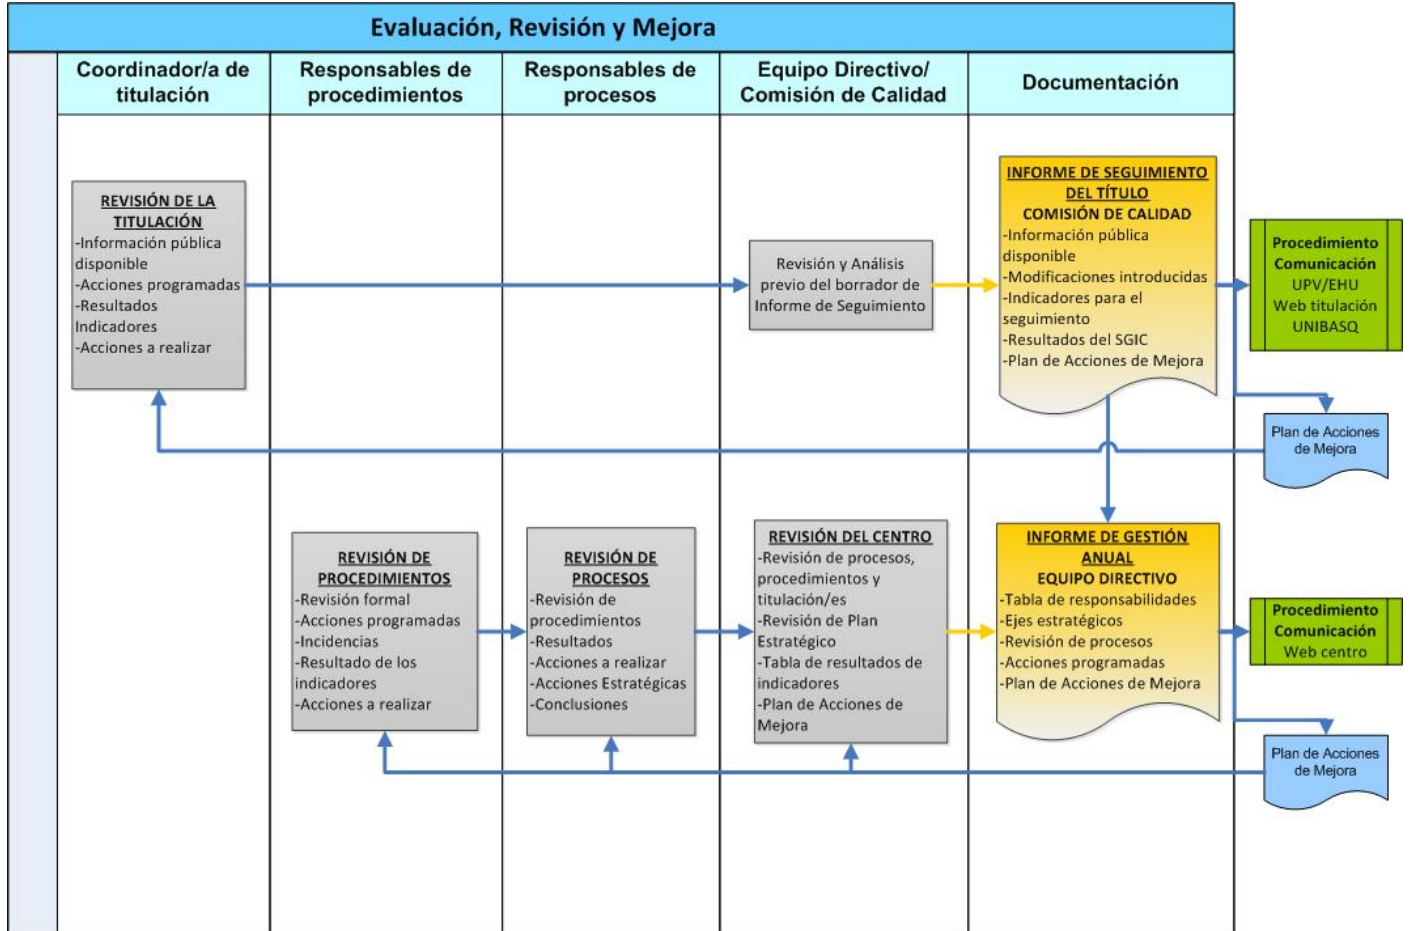 Evaluación, Revisión y Mejora
Coordinador/a de
titulación
Responsables de
procedimientos
Responsables de
procesos
Equipo Directivo/
Comisión de Calidad
Documentación
REVISIÓN DE LA
TITULACIÓN
-Información pública
disponible
-Acciones programadas
-Resultados
Indicadores
-Acciones a realizar
Revisión y Análisis
previo del borrador de
Informe de Seguimiento
INFORME DE SEGUIMIENTO
DEL TÍTULO
COMISIÓN DE CALIDAD
-Información pública
disponible
-Modificaciones introducidas
-Indicadores para el
seguimiento
-Resultados del SGIC
-Plan de Acciones de Mejora
Procedimiento
Comunicación
UPV/EHU
Web titulación
UNIBASQ
Plan de Acciones
de Mejora
REVISIÓN DE
PROCEDIMIENTOS
-Revisión formal
-Acciones programadas
-Incidencias
-Resultado de los
indicadores
-Acciones a realizar
REVISIÓN DE
PROCESOS
-Revisión de
procedimientos
-Resultados
-Acciones a realizar
-Acciones Estratégicas
-Conclusiones
REVISIÓN DEL CENTRO
-Revisión de procesos,
procedimientos y
titulación/es
-Revisión de Plan
Estratégico
-Tabla de resultados de
indicadores
-Plan de Acciones de
Mejora
INFORME DE GESTIÓN
ANUAL
EQUIPO DIRECTIVO
-Tabla de responsabilidades
-Ejes estratégicos
-Revisión de procesos
-Acciones programadas
-Plan de Acciones de Mejora
Procedimiento
Comunicación
Web centro
Plan de Acciones
de Mejora